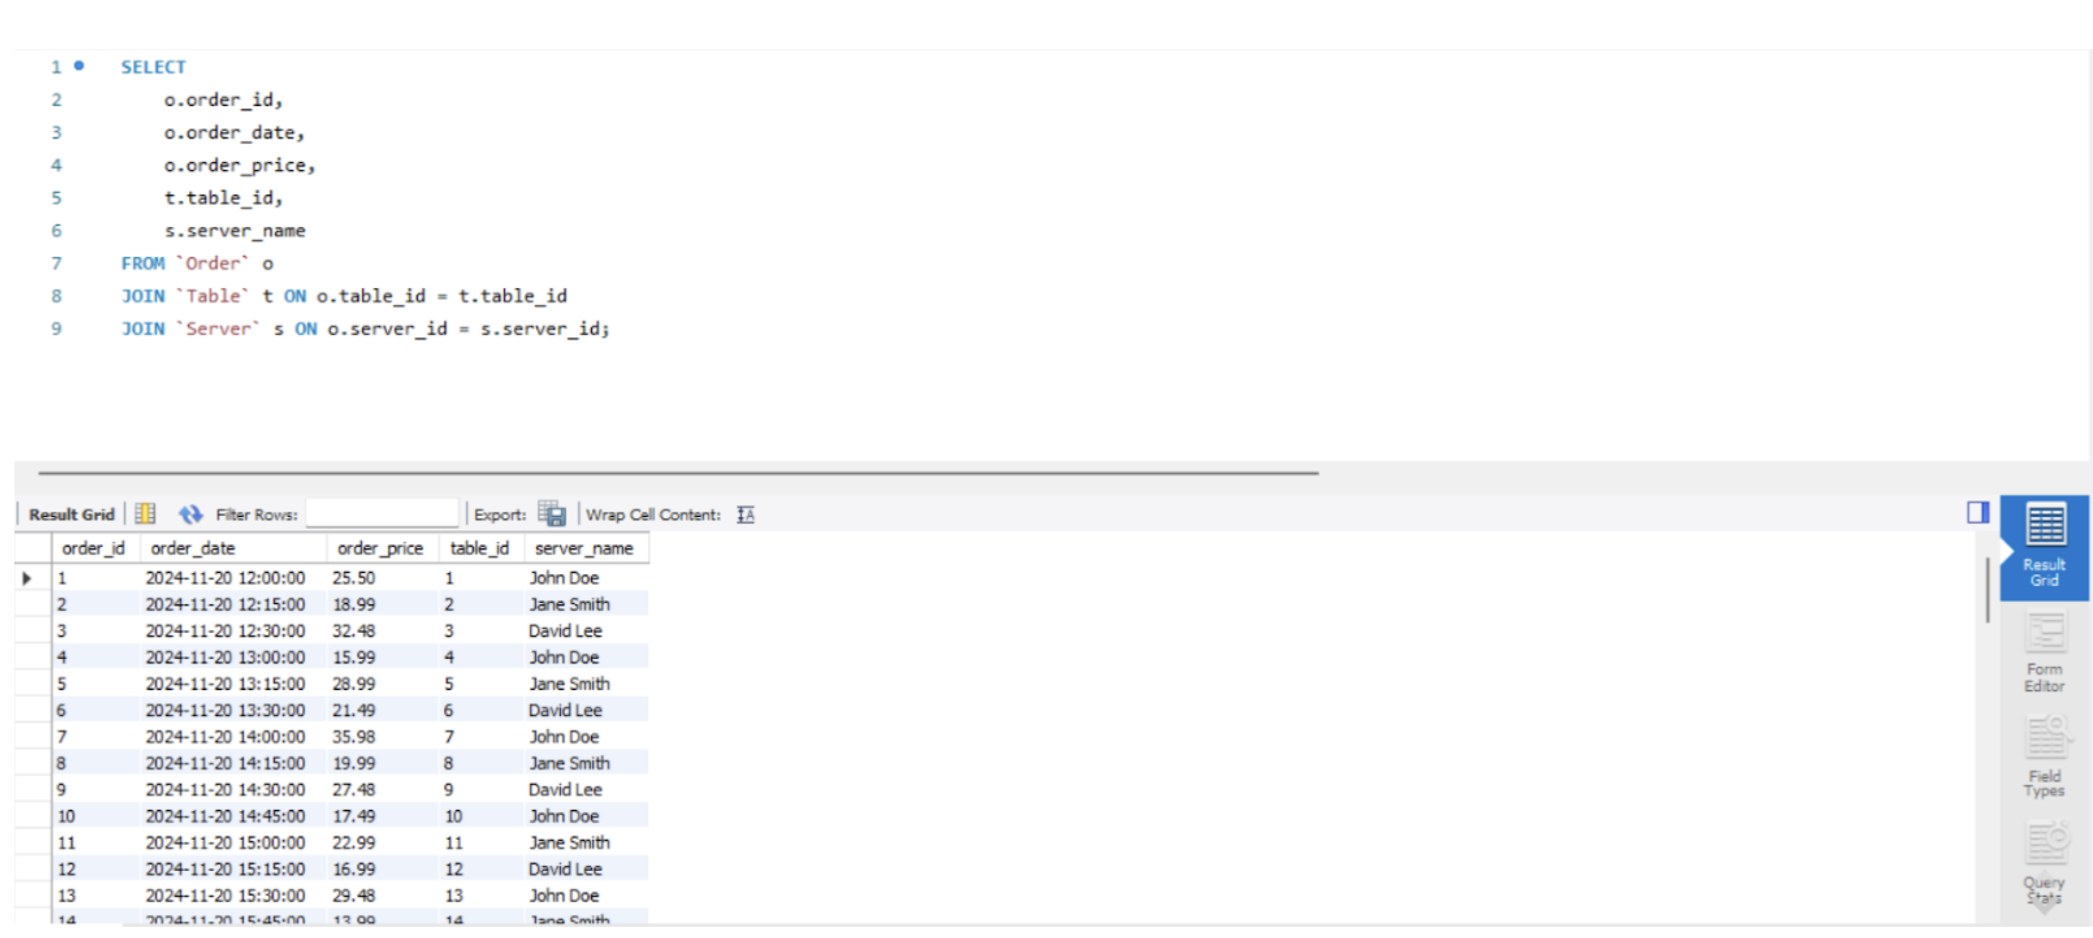 1 SELECT
2 o.order_id,
3 o.order_date,
4 o.order_price,
5 t.table_id,
6 s.server_name
7 FROM `Order` o
8 JOIN `Table` t ON o.table_id = t.table_id
9 JOIN `Server` s ON o.server_id = s.server_id;
Result Grid Filter Rows: Export: Wrap Cell Content: IA
order_id order_date order_price table_id server_name
1 2024-11-20 12:00:00 25.50 1 John Doe
2 2024-11-20 12:15:00 18.99 2 Jane Smith
3 2024-11-20 12:30:00 32.48 3 David Lee
4 2024-11-20 13:00:00 15.99 4 John Doe
5 2024-11-20 13:15:00 28.99 5 Jane Smith
6 2024-11-20 13:30:00 21.49 6 David Lee
7 2024-11-20 14:00:00 35.98 7 John Doe
8 2024-11-20 14:15:00 19.99 8 Jane Smith
9 2024-11-20 14:30:00 27.48 9 David Lee
10 2024-11-20 14:45:00 17.49 10 John Doe
11 2024-11-20 15:00:00 22.99 11 Jane Smith
12 2024-11-20 15:15:00 16.99 12 David Lee
13 2024-11-20 15:30:00 29.48 13 John Doe
14 2024-11-20 15:45:00 13.99 14 Jane Smith
Result
Grid
Form
Editor
Field
Types
Query
Stats